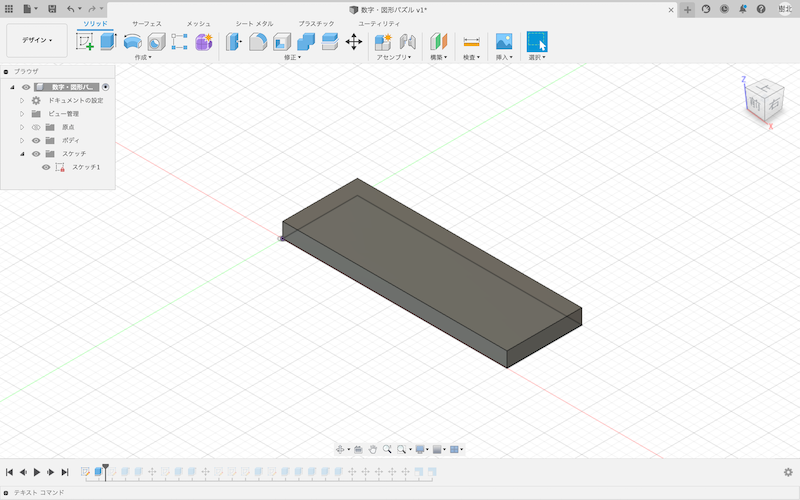 数字・図形パズル v1*
樹北
デザイン
ソリッド サーフェス メッシュ シート メタル プラスチック ユーティリティ
作成 修正 アセンブリ 構築 検査 挿入 選択
ブラウザ
数字・図形パ...
ドキュメントの設定
ビュー管理
原点
ボディ
スケッチ
スケッチ1
Z
上
前 右
X
テキスト コマンド